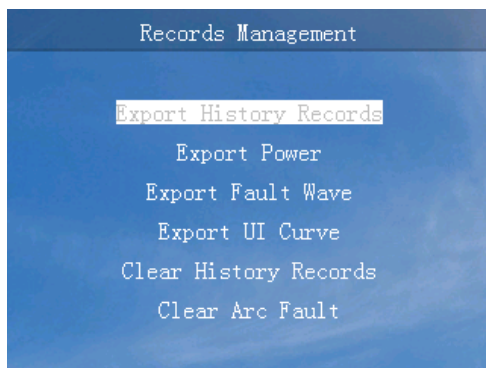 Records Management
Export History Records
Export Power
Export Fault Wave
Export UI Curve
Clear History Records
Clear Arc Fault